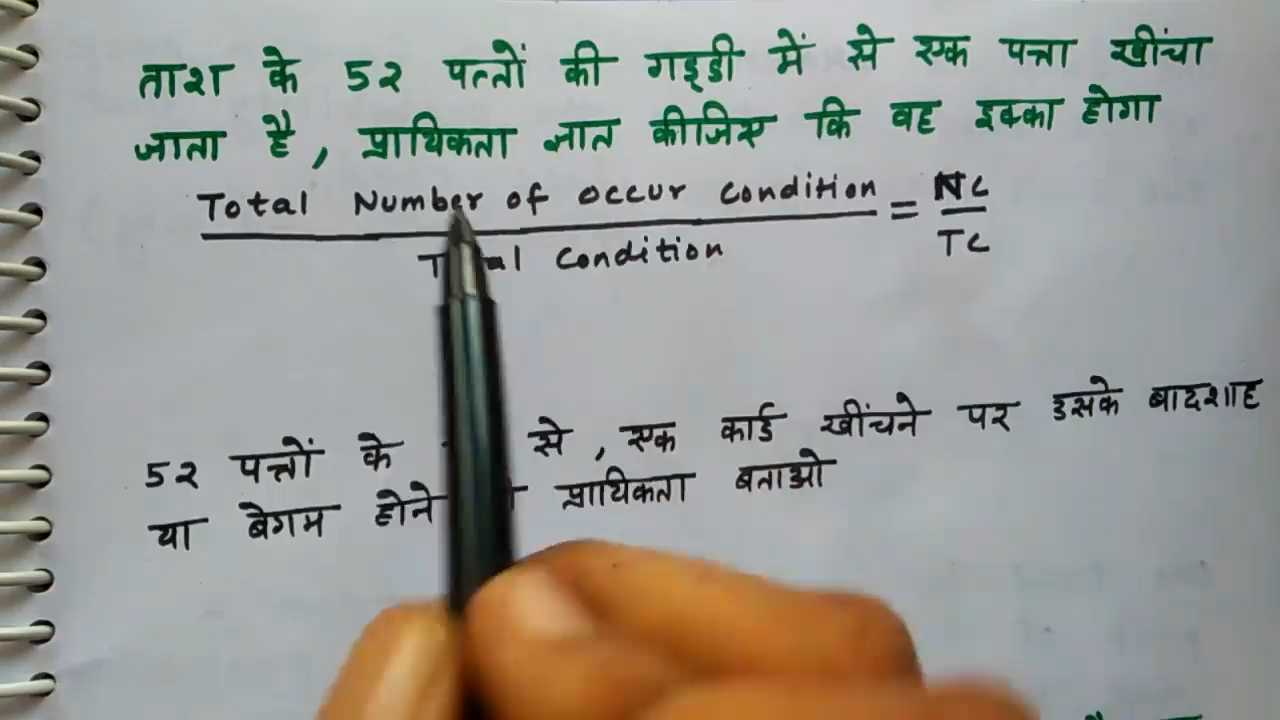 ताश के 52 पत्तों की गड्डी में से एक पत्ता खींचा
जाता है, प्रायिकता ज्ञात कीजिए कि वह इक्का होगा
Total Number of occur condition = NC
Condition TC
52 पत्तों के से, एक कार्ड खींचने पर उसके बादशाह
या बेगम होने प्रायिकता बताओ